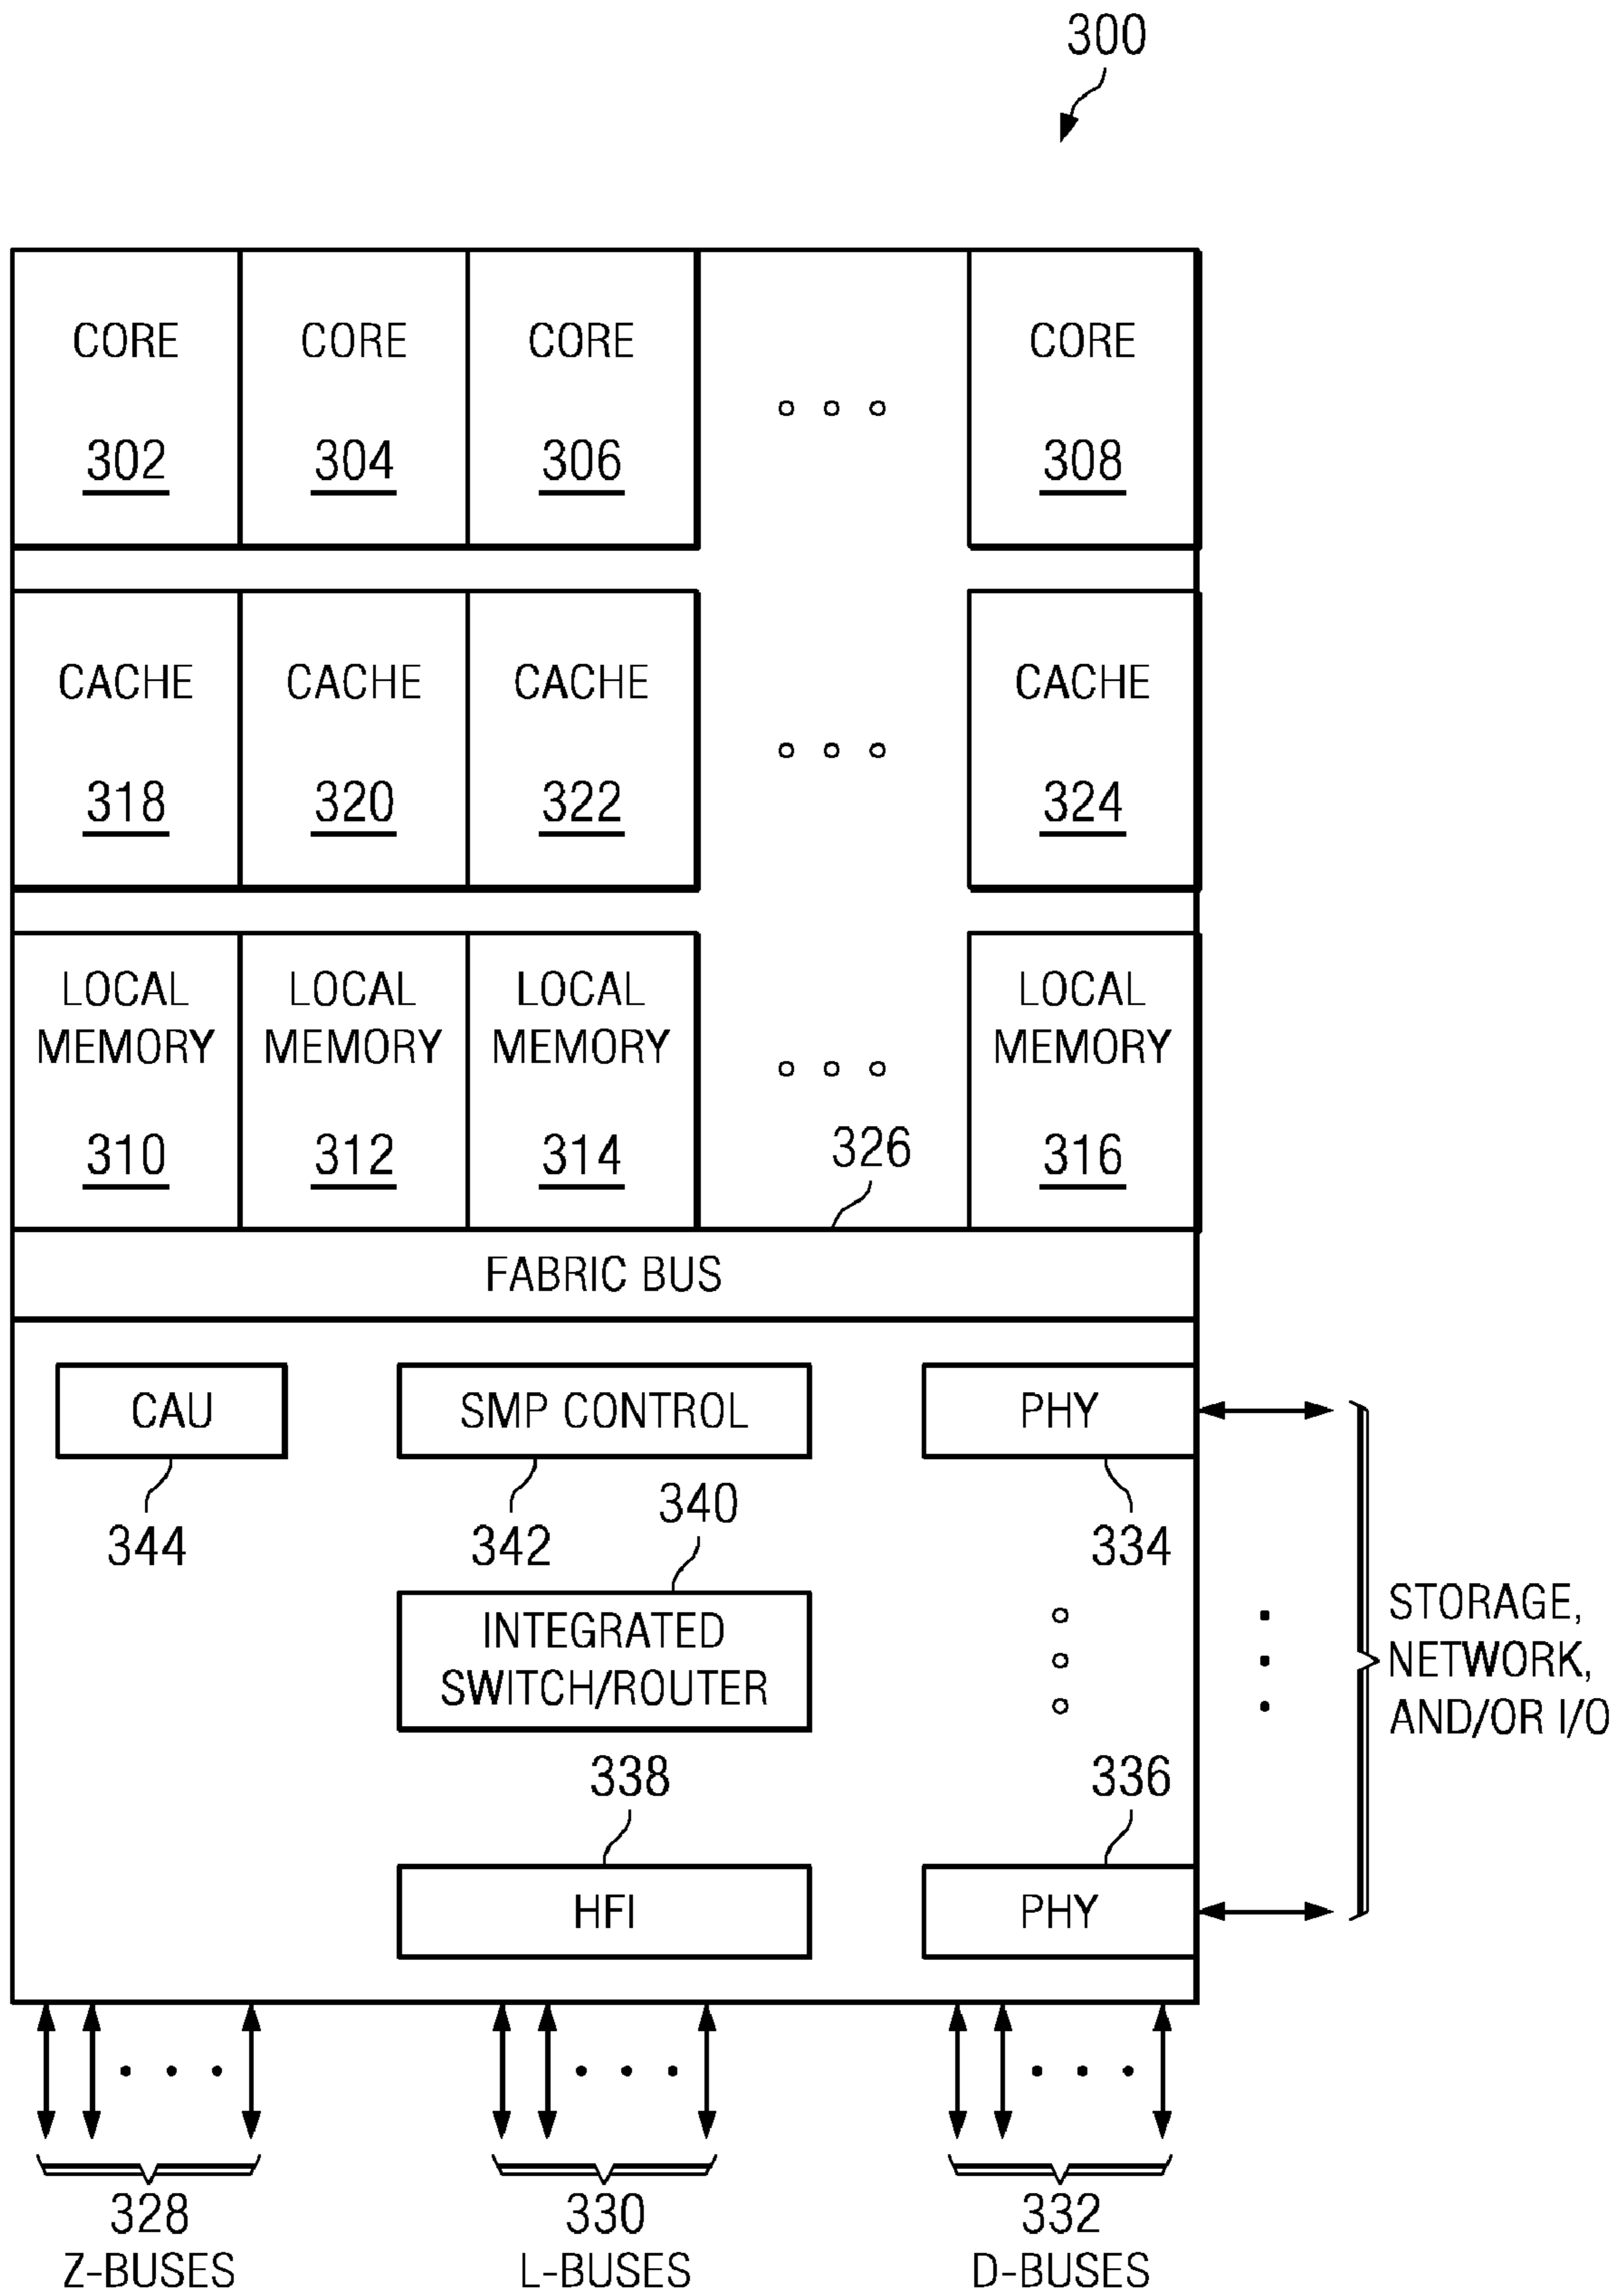 300
CORE CORE CORE CORE
302 304 306 308
CACHE CACHE CACHE CACHE
318 320 322 324
LOCAL LOCAL LOCAL LOCAL
MEMORY MEMORY MEMORY MEMORY
310 312 314 326 316
FABRIC BUS
CAU SMP CONTROL PHY
344 342 340 334
INTEGRATED
SWITCH/ROUTER
STORAGE,
NETWORK,
AND/OR I/O
338 336
HFI PHY
328 330 332
Z-BUSES L-BUSES D-BUSES